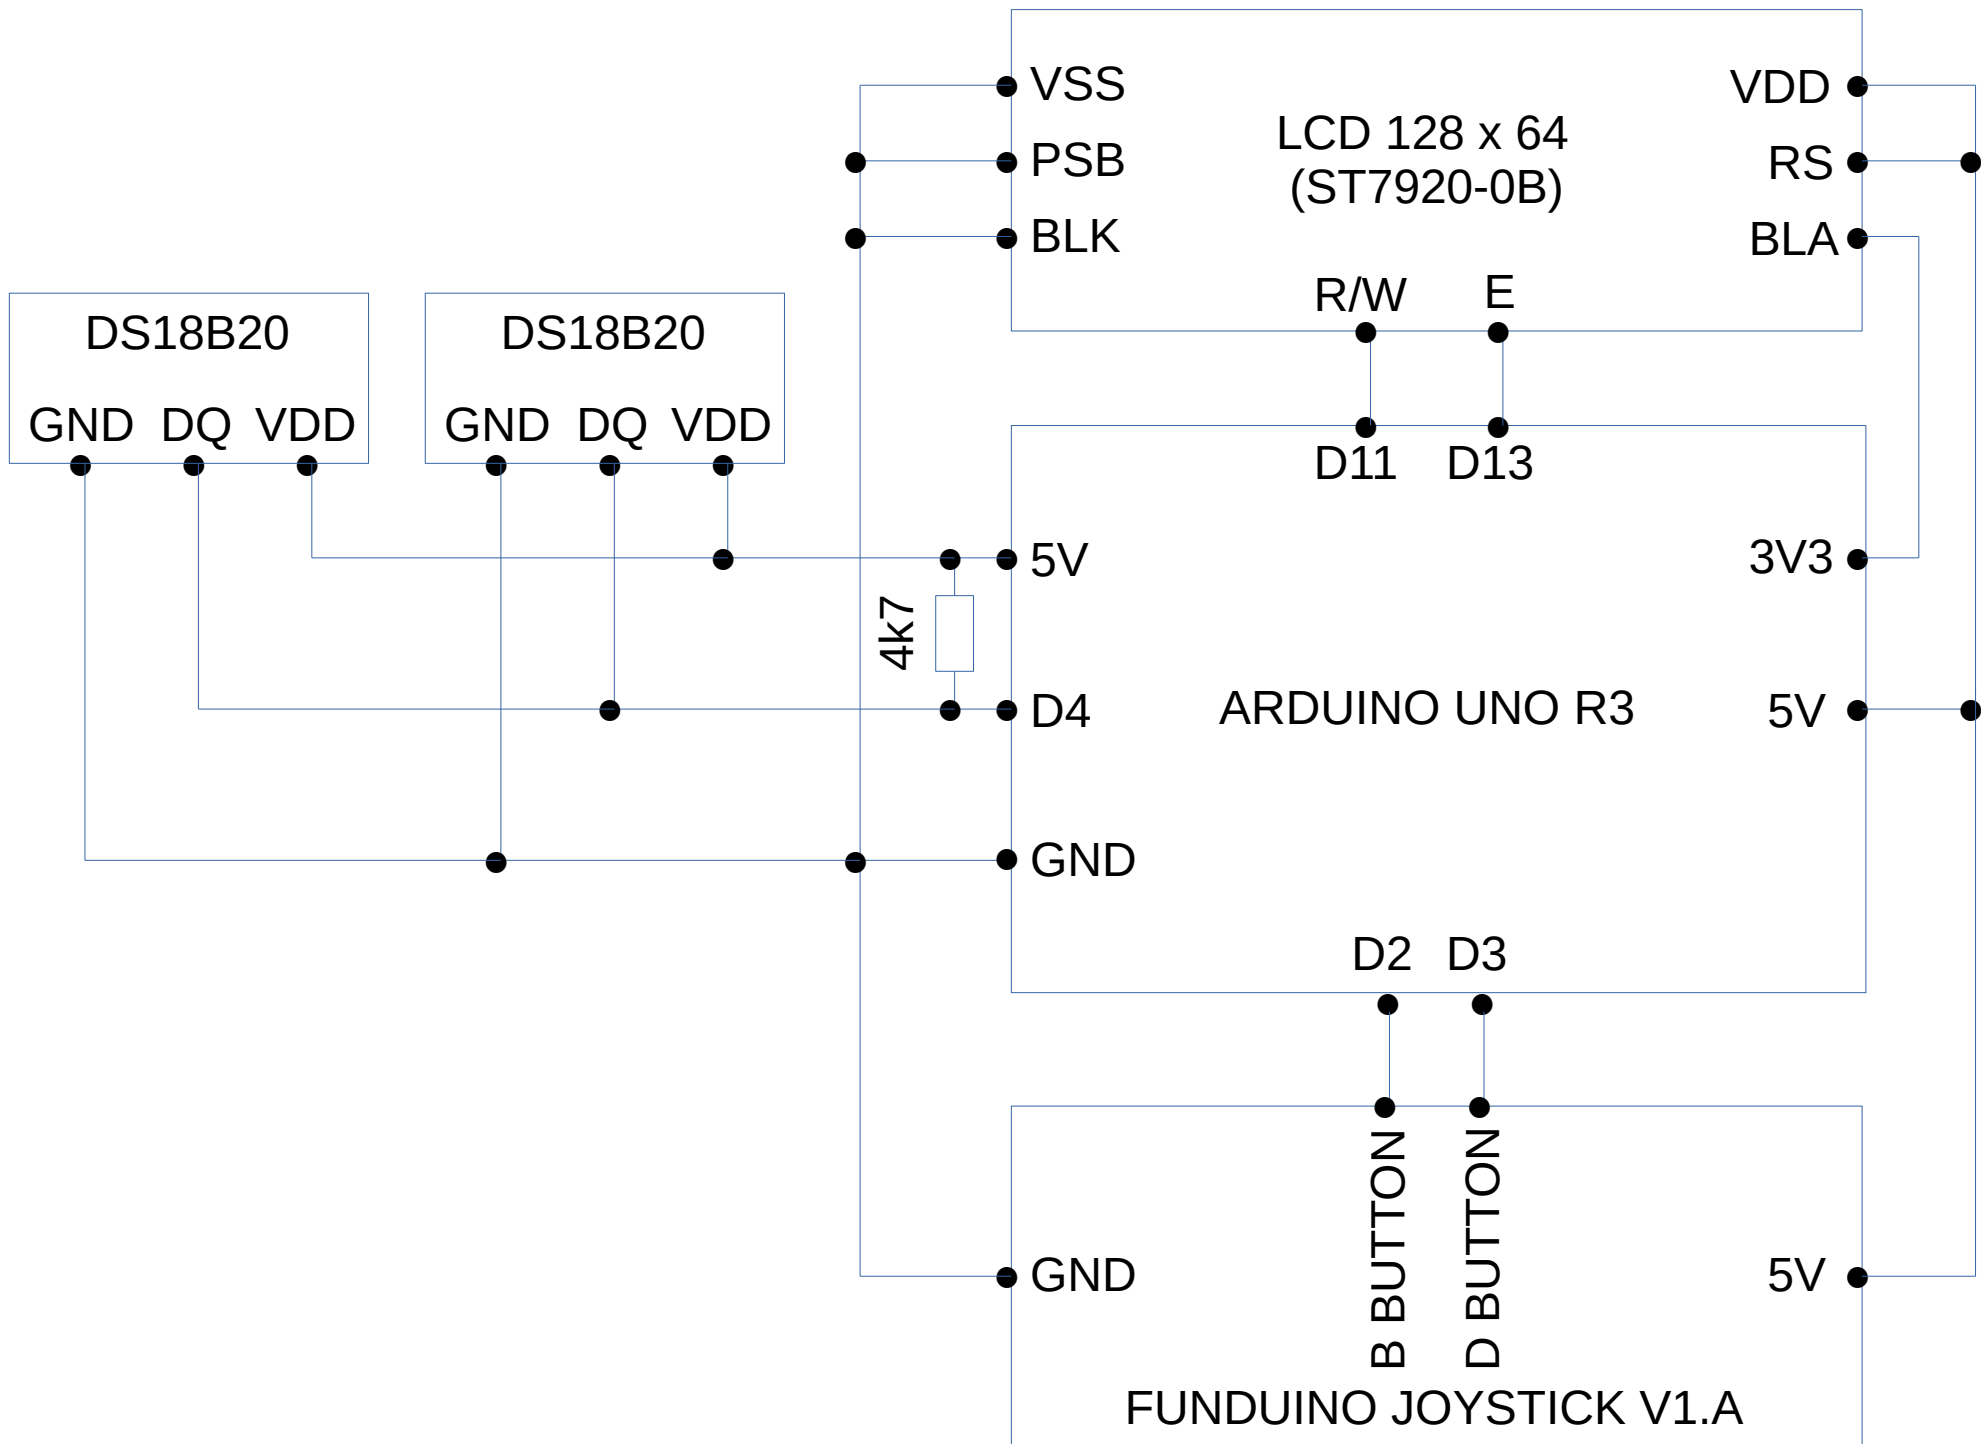 VSS
VDD
LCD 128 x 64
(ST7920-0B)
PSB
RS
BLK
BLA
R/W E
DS18B20
GND DQ VDD
DS18B20
GND DQ VDD
D11 D13
5V
3V3
4k7
D4
ARDUINO UNO R3
5V
GND
D2 D3
B BUTTON
D BUTTON
GND
5V
FUNDUINO JOYSTICK V1.A